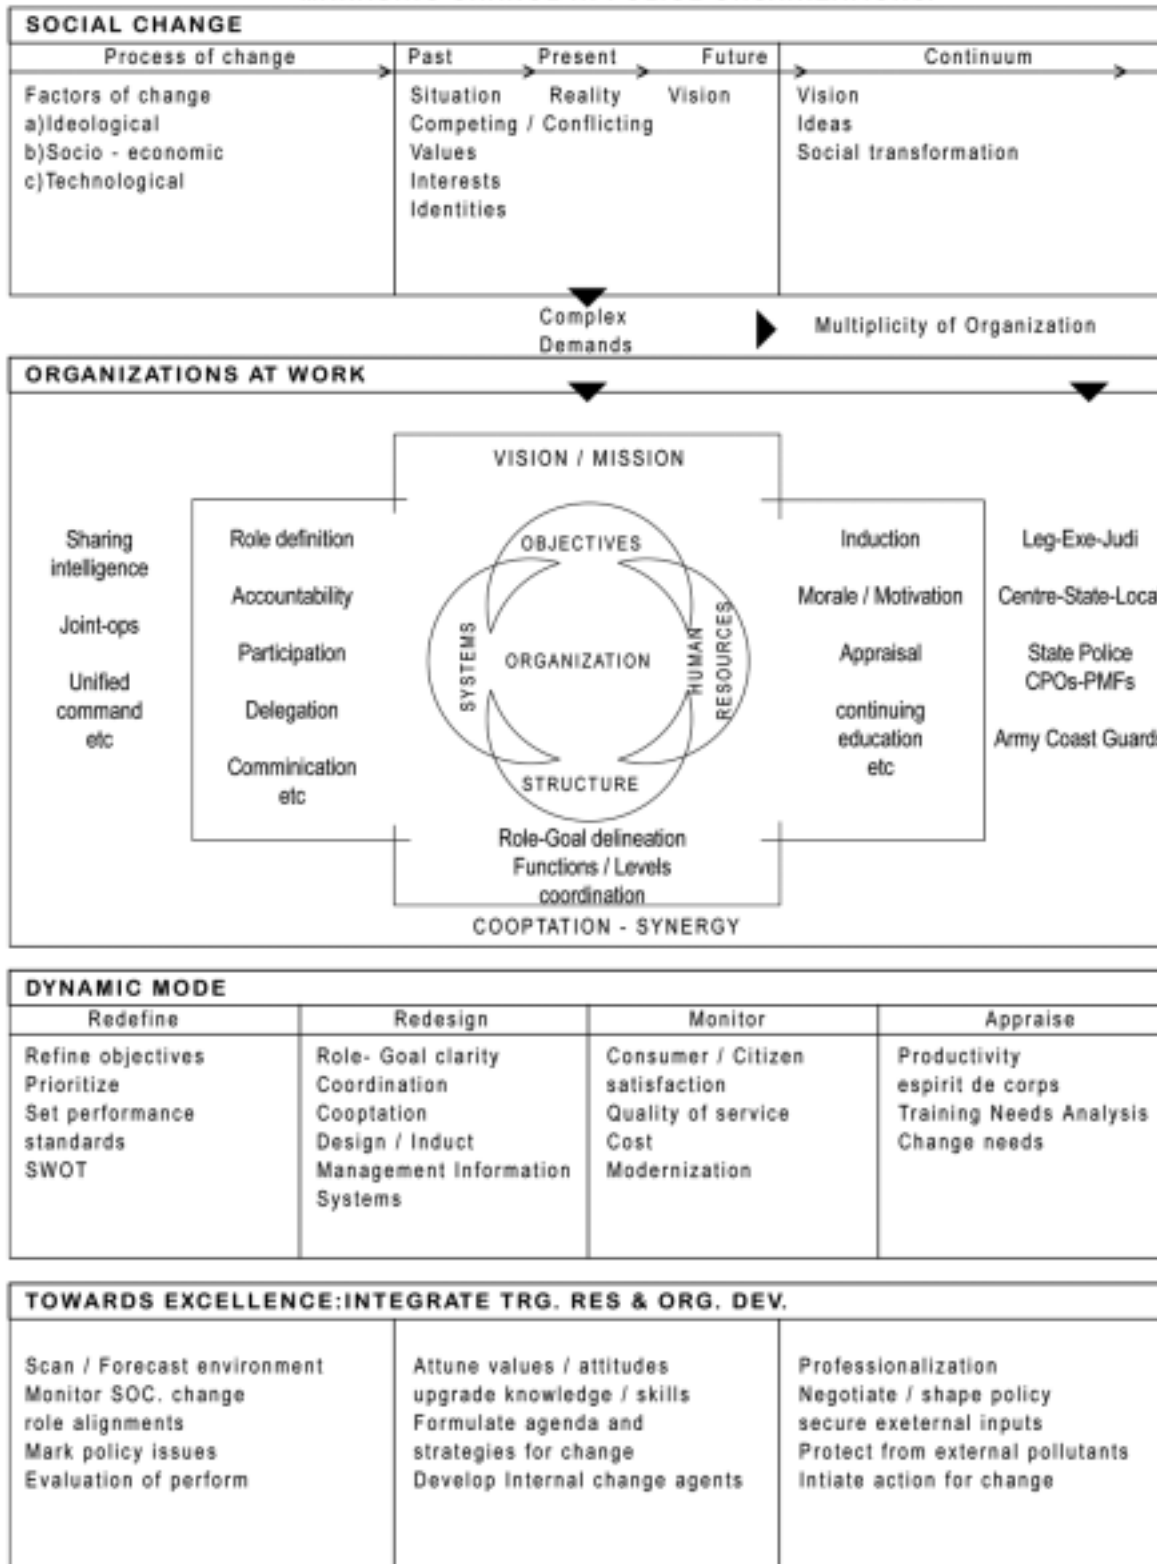 SOCIAL CHANGE
Process of change
Past Present Future
Continuum
Factors of change
a)Ideological
b)Socio - economic
c)Technological
Situation Reality Vision
Competing / Conflicting
Values
Interests
Identities
Vision
Ideas
Social transformation
Complex
Demands
Multiplicity of Organization
ORGANIZATIONS AT WORK
VISION / MISSION
Sharing
intelligence
Joint-ops
Unified
command
etc
Role definition
Accountability
Participation
Delegation
Comminication
etc
OBJECTIVES
SYSTEMS
ORGANIZATION
HUMAN
RESOURCES
STRUCTURE
Role-Goal delineation
Functions / Levels
coordination
Induction
Morale / Motivation
Appraisal
continuing
education
etc
Leg-Exe-Judi
Centre-State-Loca
State Police
CPOs-PMFs
Army Coast Guard
COOPTATION - SYNERGY
DYNAMIC MODE
Redefine
Redesign
Monitor
Appraise
Refine objectives
Prioritize
Set performance
standards
SWOT
Role- Goal clarity
Coordination
Cooptation
Design / Induct
Management Information
Systems
Consumer / Citizen
satisfaction
Quality of service
Cost
Modernization
Productivity
espirit de corps
Training Needs Analysis
Change needs
TOWARDS EXCELLENCE:INTEGRATE TRG. RES & ORG. DEV.
Scan / Forecast environment
Monitor SOC. change
role alignments
Mark policy issues
Evaluation of perform
Attune values / attitudes
upgrade knowledge / skills
Formulate agenda and
strategies for change
Develop Internal change agents
Professionalization
Negotiate / shape policy
secure exeternal inputs
Protect from external pollutants
Intiate action for change